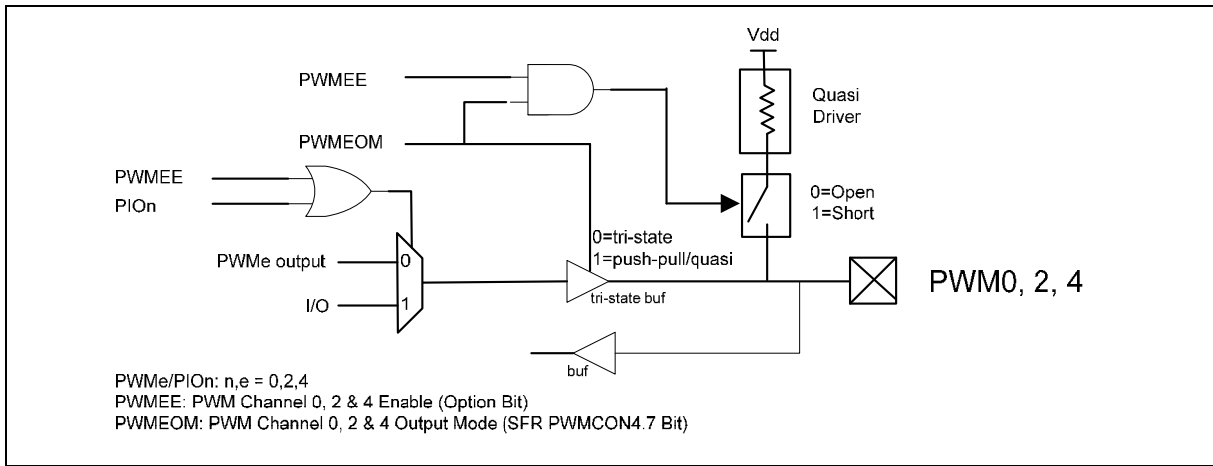 Vdd
PWMEE
Quasi
Driver
PWMEOM
PWMEE
PIOn
0=Open
1=Short
0=tri-state
1=push-pull/quasi
PWMe output
0
I/O
1
tri-state buf
PWM0, 2, 4
buf
PWMe/PIOn: n,e = 0,2,4
PWMEE: PWM Channel 0, 2 & 4 Enable (Option Bit)
PWMEOM: PWM Channel 0, 2 & 4 Output Mode (SFR PWMCON4.7 Bit)